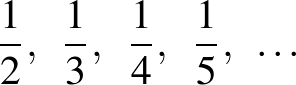 1/2, 1/3, 1/4, 1/5, ...